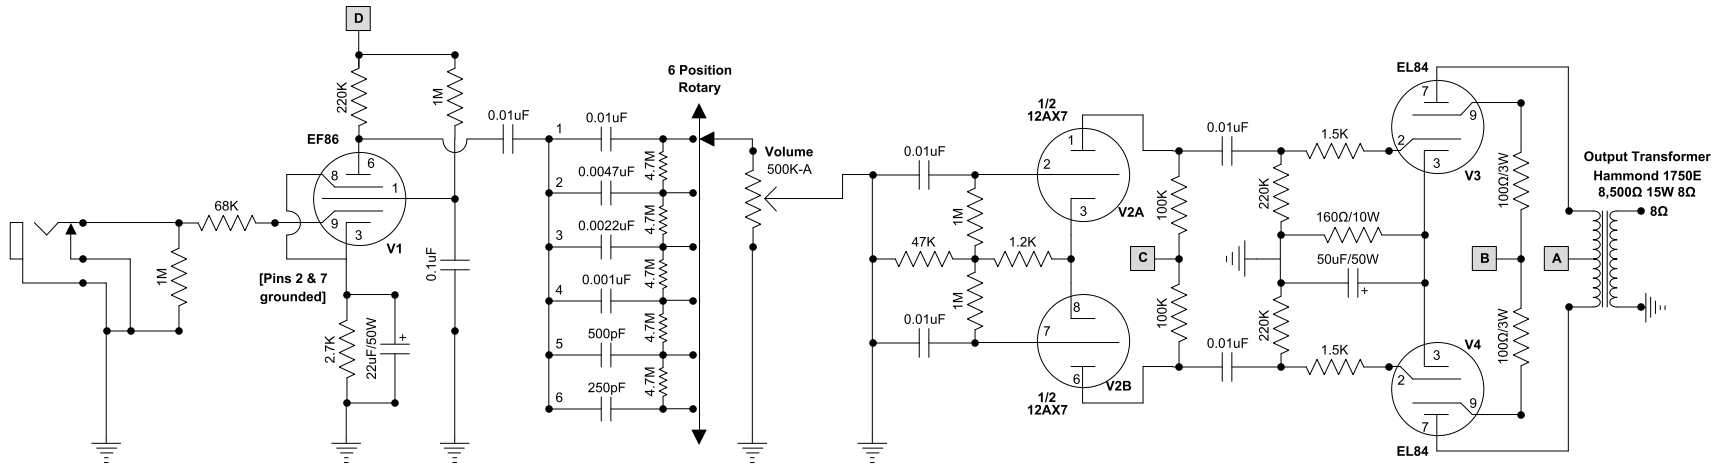 D
6 Position
Rotary
220K
1M
EF86
0.01uF
1
0.01uF
6
8
1
9
3
V1
68K
1M
[Pins 2 & 7
grounded]
2.7K
22uF/50W
+
0.1uF
4.7M
2
0.0047uF
4.7M
3
0.0022uF
4.7M
4
0.001uF
4.7M
5
500pF
4.7M
6
250pF
Volume
500K-A
0.01uF
1M
47K
1.2K
1M
0.01uF
1/2
12AX7
1
2
3
V2A
8
7
6
V2B
1/2
12AX7
100K
C
100K
0.01uF
220K
1.5K
160Ω/10W
50uF/50W
+
220K
0.01uF
1.5K
EL84
7
9
2
3
V3
100Ω/3W
B
100Ω/3W
V4
3
2
9
7
EL84
A
Output Transformer
Hammond 1750E
8,500Ω 15W 8Ω
8Ω